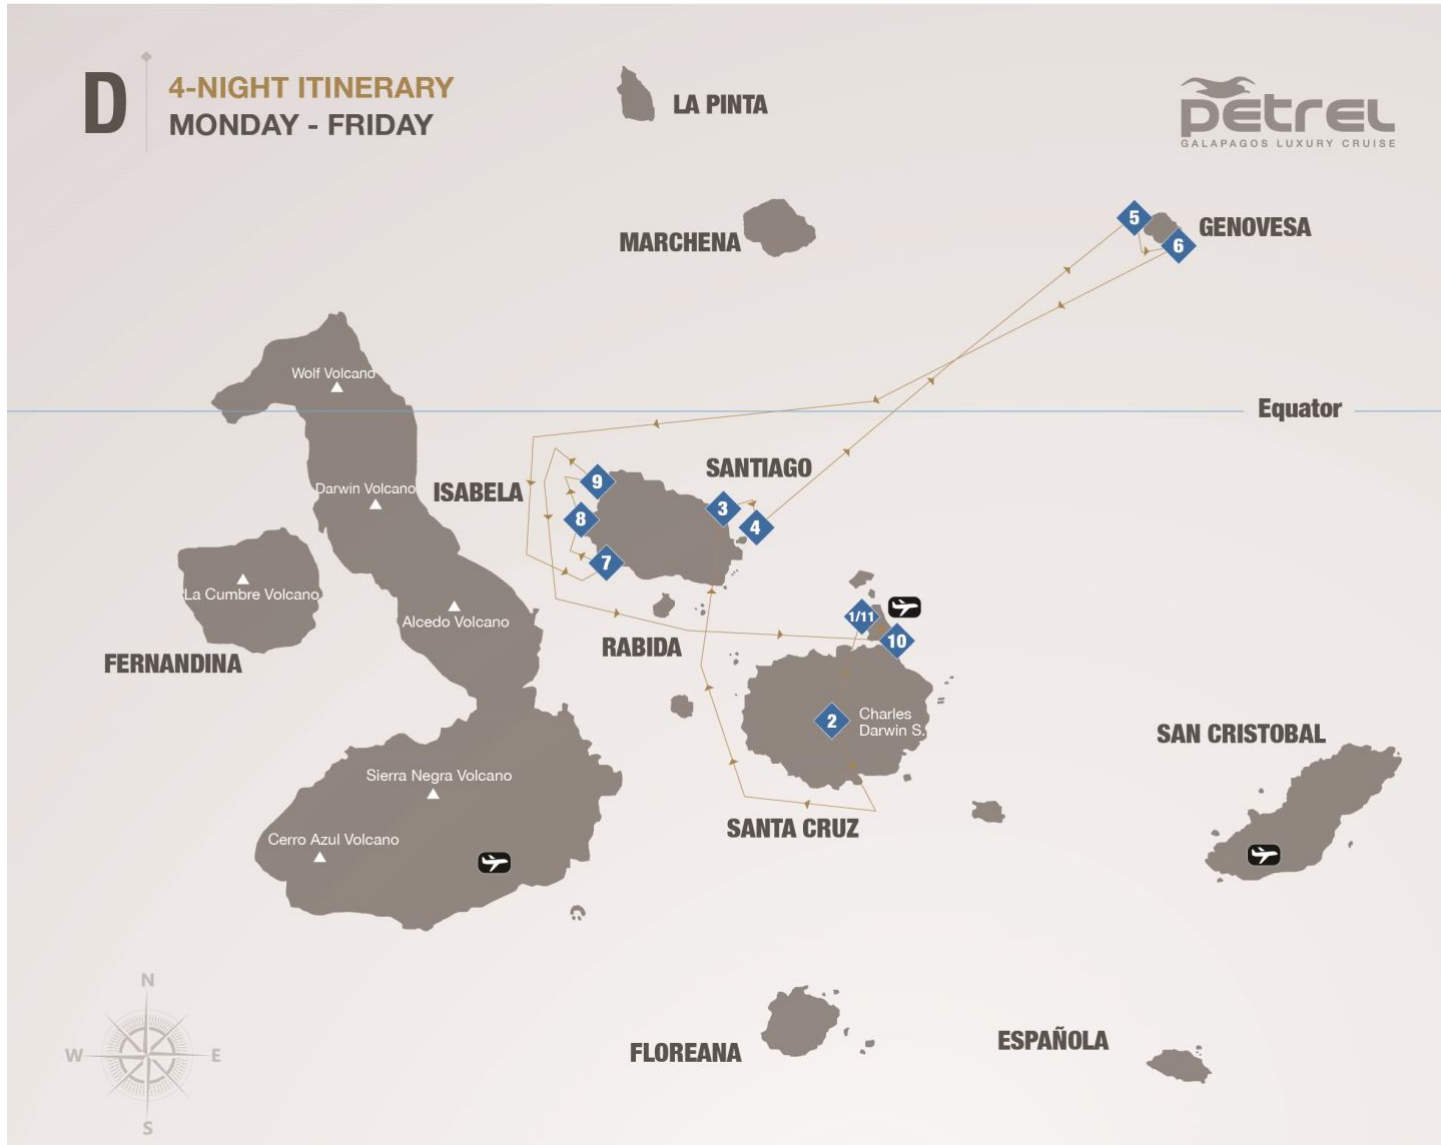 D
4-NIGHT ITINERARY
MONDAY - FRIDAY
LA PINTA
petrel
GALAPAGOS LUXURY CRUISE
MARCHENA
5
GENOVESA
6
Wolf Volcano
Equator
SANTIAGO
Darwin Volcano
ISABELA
9
3
8
4
7
La Cumbre Volcano
Alcedo Volcano
1/11
RABIDA
10
FERNANDINA
2
Charles
Darwin S.
SAN CRISTOBAL
Sierra Negra Volcano
SANTA CRUZ
Cerro Azul Volcano
N
W
E
S
FLOREANA
ESPAÑOLA